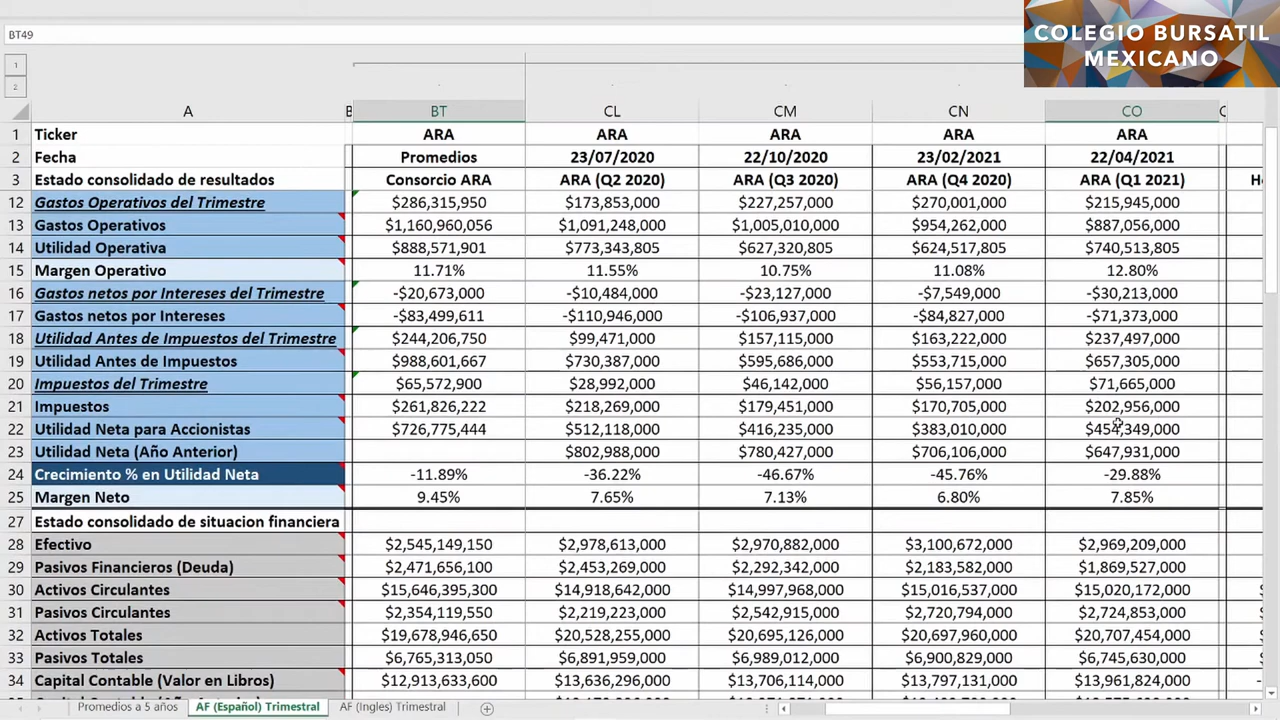 COLEGIO BURSATIL
MEXICANO
BT49
1
2
A B BT CL CM CN CO C
1 Ticker ARA ARA ARA ARA ARA
2 Fecha Promedios 23/07/2020 22/10/2020 23/02/2021 22/04/2021
3 Estado consolidado de resultados Consorcio ARA ARA (Q2 2020) ARA (Q3 2020) ARA (Q4 2020) ARA (Q1 2021)
12 Gastos Operativos del Trimestre $286,315,950 $173,853,000 $227,257,000 $270,001,000 $215,945,000
13 Gastos Operativos $1,160,960,056 $1,091,248,000 $1,005,010,000 $954,262,000 $887,056,000
14 Utilidad Operativa $888,571,901 $773,343,805 $627,320,805 $624,517,805 $740,513,805
15 Margen Operativo 11.71% 11.55% 10.75% 11.08% 12.80%
16 Gastos netos por Intereses del Trimestre -$20,673,000 -$10,484,000 -$23,127,000 -$7,549,000 -$30,213,000
17 Gastos netos por Intereses -$83,499,611 -$110,946,000 -$106,937,000 -$84,827,000 -$71,373,000
18 Utilidad Antes de Impuestos del Trimestre $244,206,750 $99,471,000 $157,115,000 $163,222,000 $237,497,000
19 Utilidad Antes de Impuestos $988,601,667 $730,387,000 $595,686,000 $553,715,000 $657,305,000
20 Impuestos del Trimestre $65,572,900 $28,992,000 $46,142,000 $56,157,000 $71,665,000
21 Impuestos $261,826,222 $218,269,000 $179,451,000 $170,705,000 $202,956,000
22 Utilidad Neta para Accionistas $726,775,444 $512,118,000 $416,235,000 $383,010,000 $454,349,000
23 Utilidad Neta (Año Anterior) $802,988,000 $780,427,000 $706,106,000 $647,931,000
24 Crecimiento % en Utilidad Neta -11.89% -36.22% -46.67% -45.76% -29.88%
25 Margen Neto 9.45% 7.65% 7.13% 6.80% 7.85%
27 Estado consolidado de situacion financiera
28 Efectivo $2,545,149,150 $2,978,613,000 $2,970,882,000 $3,100,672,000 $2,969,209,000
29 Pasivos Financieros (Deuda) $2,471,656,100 $2,453,269,000 $2,292,342,000 $2,183,582,000 $1,869,527,000
30 Activos Circulantes $15,646,395,300 $14,918,642,000 $14,997,968,000 $15,016,537,000 $15,020,172,000
31 Pasivos Circulantes $2,354,119,550 $2,219,223,000 $2,542,915,000 $2,720,794,000 $2,724,853,000
32 Activos Totales $19,678,946,650 $20,528,255,000 $20,695,126,000 $20,697,960,000 $20,707,454,000
33 Pasivos Totales $6,765,313,050 $6,891,959,000 $6,989,012,000 $6,900,829,000 $6,745,630,000
34 Capital Contable (Valor en Libros) $12,913,633,600 $13,636,296,000 $13,706,114,000 $13,797,131,000 $13,961,824,000
Promedios a 5 años AF (Español) Trimestral AF (Ingles) Trimestral